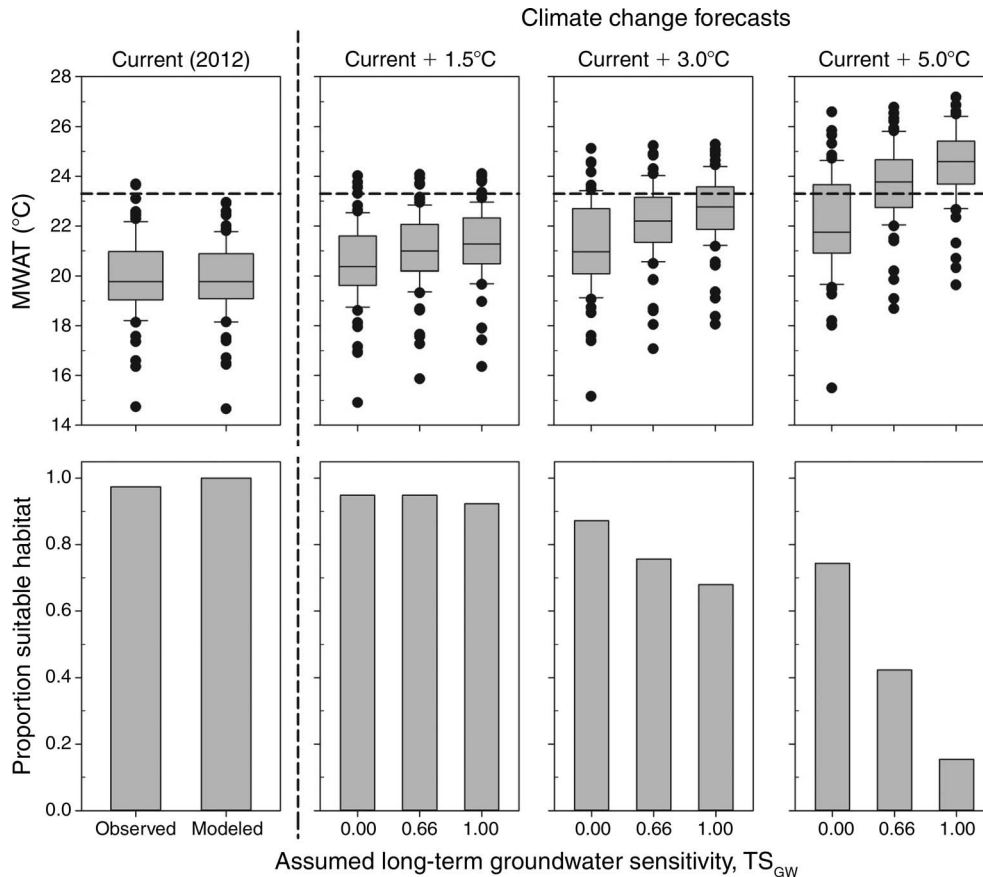 Climate change forecasts
Current (2012)
Current + 1.5°C
Current + 3.0°C
Current + 5.0°C
MWAT (°C)
28
26
24
22
20
18
16
14
Proportion suitable habitat
1.0
0.8
0.6
0.4
0.2
0.0
Observed Modeled
0.00 0.66 1.00
0.00 0.66 1.00
0.00 0.66 1.00
Assumed long-term groundwater sensitivity, TS_GW